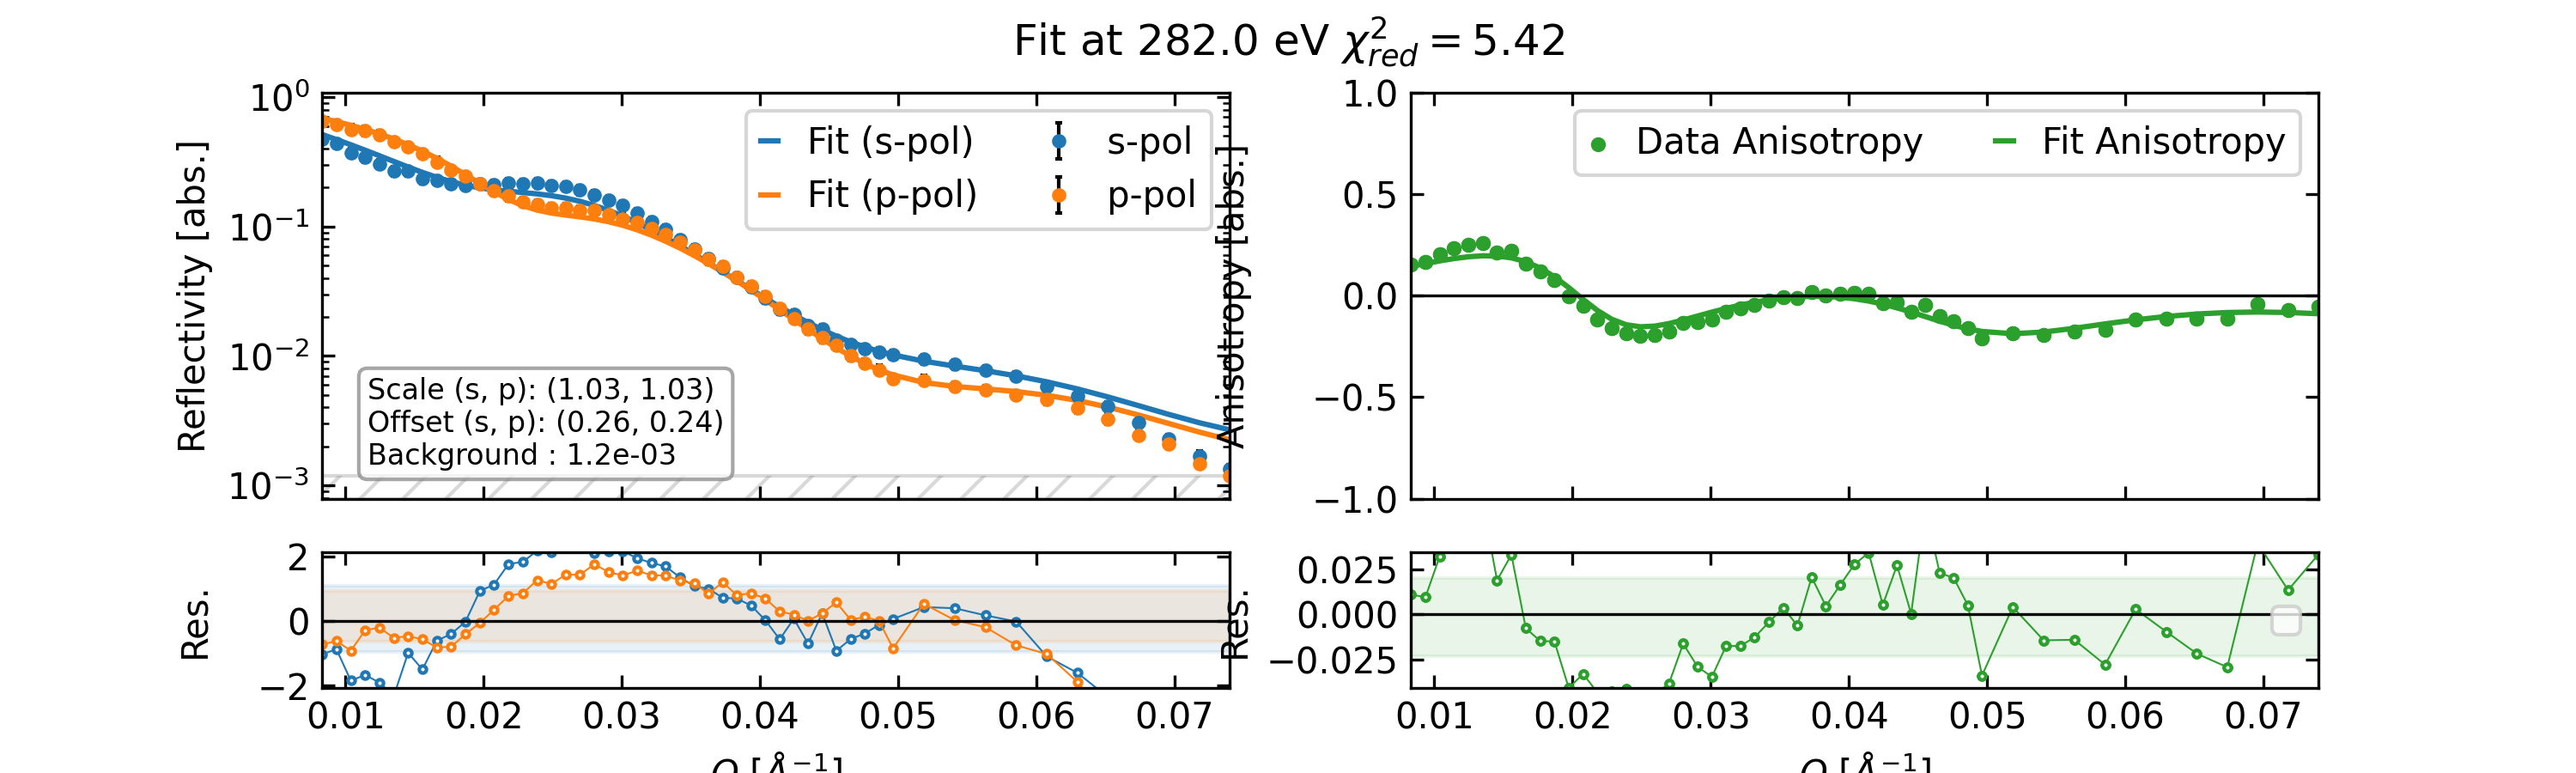 Fit at 282.0 eV χ²_red = 5.42
Reflectivity [abs.]
10⁰
10⁻¹
10⁻²
10⁻³
Fit (s-pol)
Fit (p-pol)
s-pol
p-pol
Scale (s, p): (1.03, 1.03)
Offset (s, p): (0.26, 0.24)
Background : 1.2e-03
Anisotropy [abs.]
1.0
0.5
0.0
−0.5
−1.0
Data Anisotropy
Fit Anisotropy
Res.
2
0
−2
0.01 0.02 0.03 0.04 0.05 0.06 0.07
Q [Å⁻¹]
Res.
0.025
0.000
−0.025
0.01 0.02 0.03 0.04 0.05 0.06 0.07
Q [Å⁻¹]